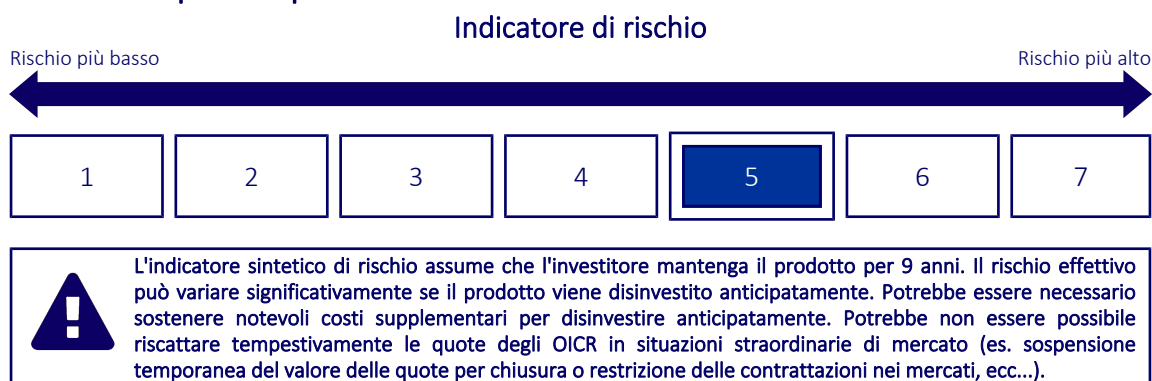 Indicatore di rischio
Rischio più basso
Rischio più alto
1 2 3 4 5 6 7
L'indicatore sintetico di rischio assume che l'investitore mantenga il prodotto per 9 anni. Il rischio effettivo
può variare significativamente se il prodotto viene disinvestito anticipatamente. Potrebbe essere necessario
sostenere notevoli costi supplementari per disinvestire anticipatamente. Potrebbe non essere possibile
riscattare tempestivamente le quote degli OICR in situazioni straordinarie di mercato (es. sospensione
temporanea del valore delle quote per chiusura o restrizione delle contrattazioni nei mercati, ecc...).